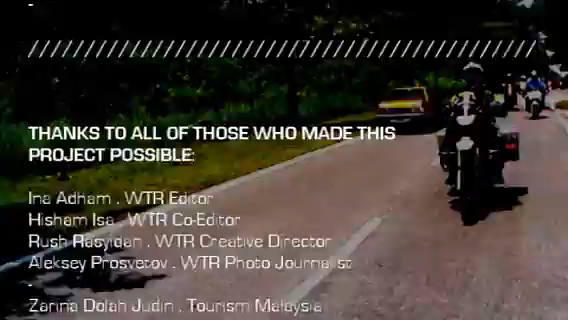 -
////////////////////////////////////////////////////////////
THANKS TO ALL OF THOSE WHO MADE THIS
PROJECT POSSIBLE:
Ina Adham . WTR Editor
Hisham Isa . WTR Co-Editor
Rush Rasyidan . WTR Creative Director
Aleksey Prosvetov . WTR Photo Journalist
-
Zarina Dolah Judin . Tourism Malaysia